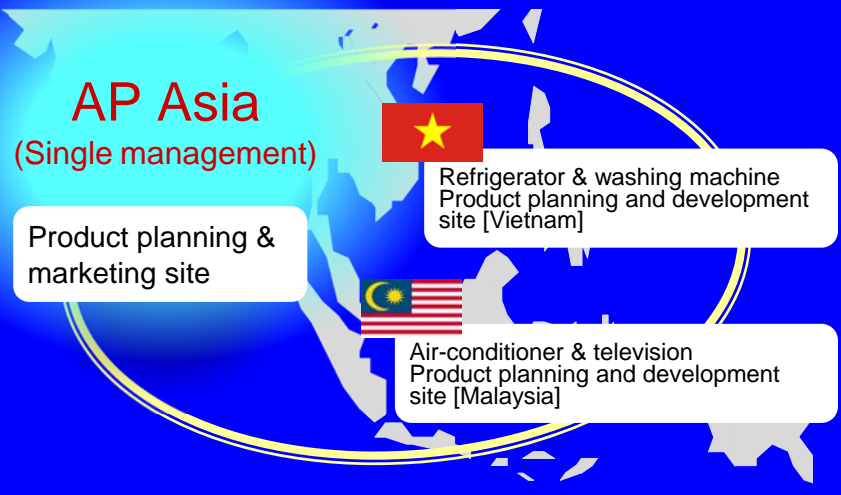 AP Asia
(Single management)
Product planning &
marketing site
Refrigerator & washing machine
Product planning and development
site [Vietnam]
Air-conditioner & television
Product planning and development
site [Malaysia]